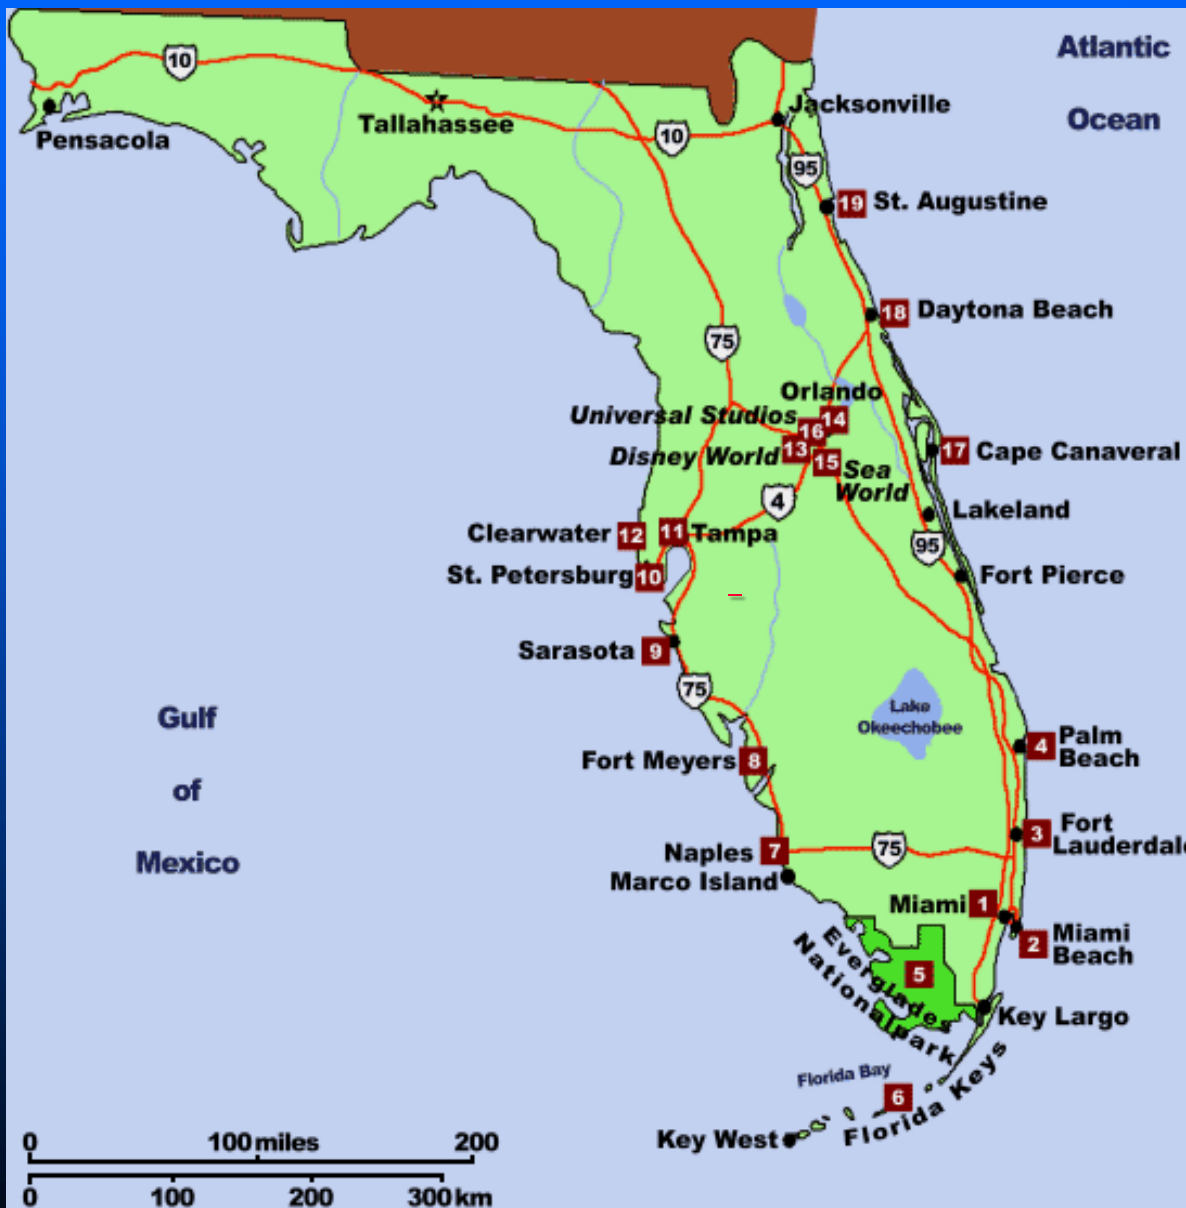 Atlantic
Ocean
10
Pensacola
Tallahassee
10
Jacksonville
95
19 St. Augustine
18 Daytona Beach
75
Orlando
Universal Studios 16 14
Disney World 13 15 Sea
World
17 Cape Canaveral
4
Lakeland
Clearwater 12 11 Tampa
95
St. Petersburg 10
Fort Pierce
Sarasota 9
75
Gulf
of
Mexico
Lake
Okeechobee
4 Palm
Beach
Fort Meyers 8
3 Fort
Lauderdale
Naples 7
75
Marco Island
Miami 1
2 Miami
Beach
Everglades
Nationalpark
5
Key Largo
Florida Bay
6
Florida Keys
Key West
0 100 miles 200
0 100 200 300 km